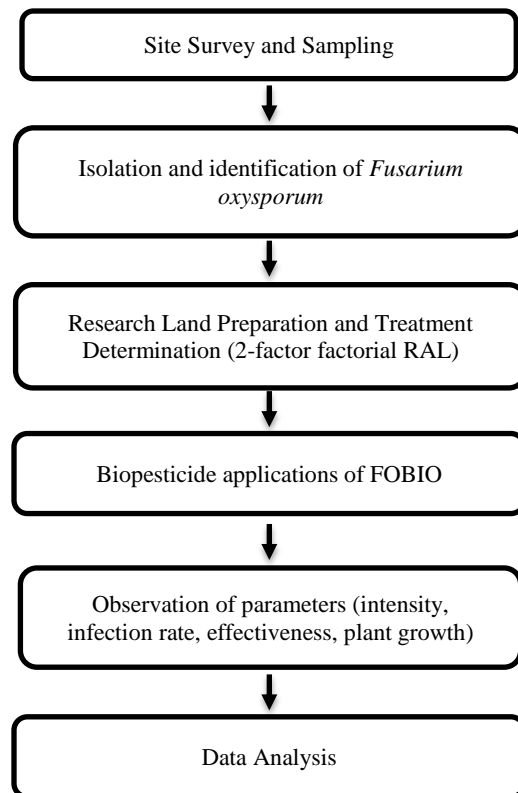 Site Survey and Sampling
Isolation and identification of Fusarium
oxysporum
Research Land Preparation and Treatment
Determination (2-factor factorial RAL)
Biopesticide applications of FOBIO
Observation of parameters (intensity,
infection rate, effectiveness, plant growth)
Data Analysis